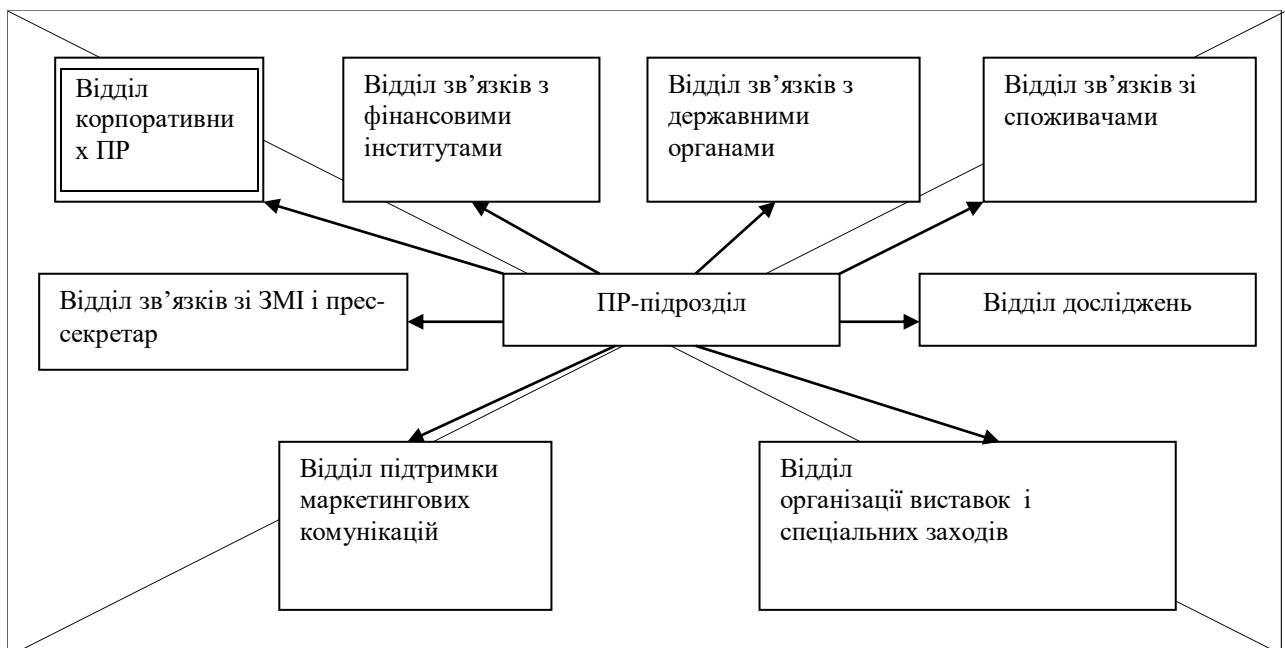 Відділ
корпоративни
х ПР
Відділ зв’язків з
фінансовими
інститутами
Відділ зв’язків з
державними
органами
Відділ зв’язків зі
споживачами
Відділ зв’язків зі ЗМІ і прес-
секретар
ПР-підрозділ
Відділ досліджень
Відділ підтримки
маркетингових
комунікацій
Відділ
організації виставок і
спеціальних заходів